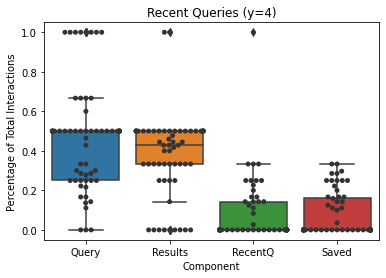 Recent Queries (y=4)
Percentage of Total Interactions
1.0
0.8
0.6
0.4
0.2
0.0
Query Results RecentQ Saved
Component